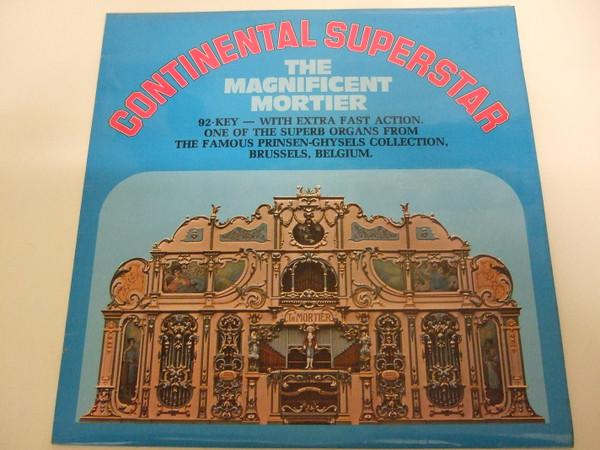 CONTINENTAL SUPERSTAR
THE
MAGNIFICENT
MORTIER
92-KEY — WITH EXTRA FAST ACTION.
ONE OF THE SUPERB ORGANS FROM
THE FAMOUS PRINSEN-GHYSELS COLLECTION,
BRUSSELS, BELGIUM.
TH MORTIER